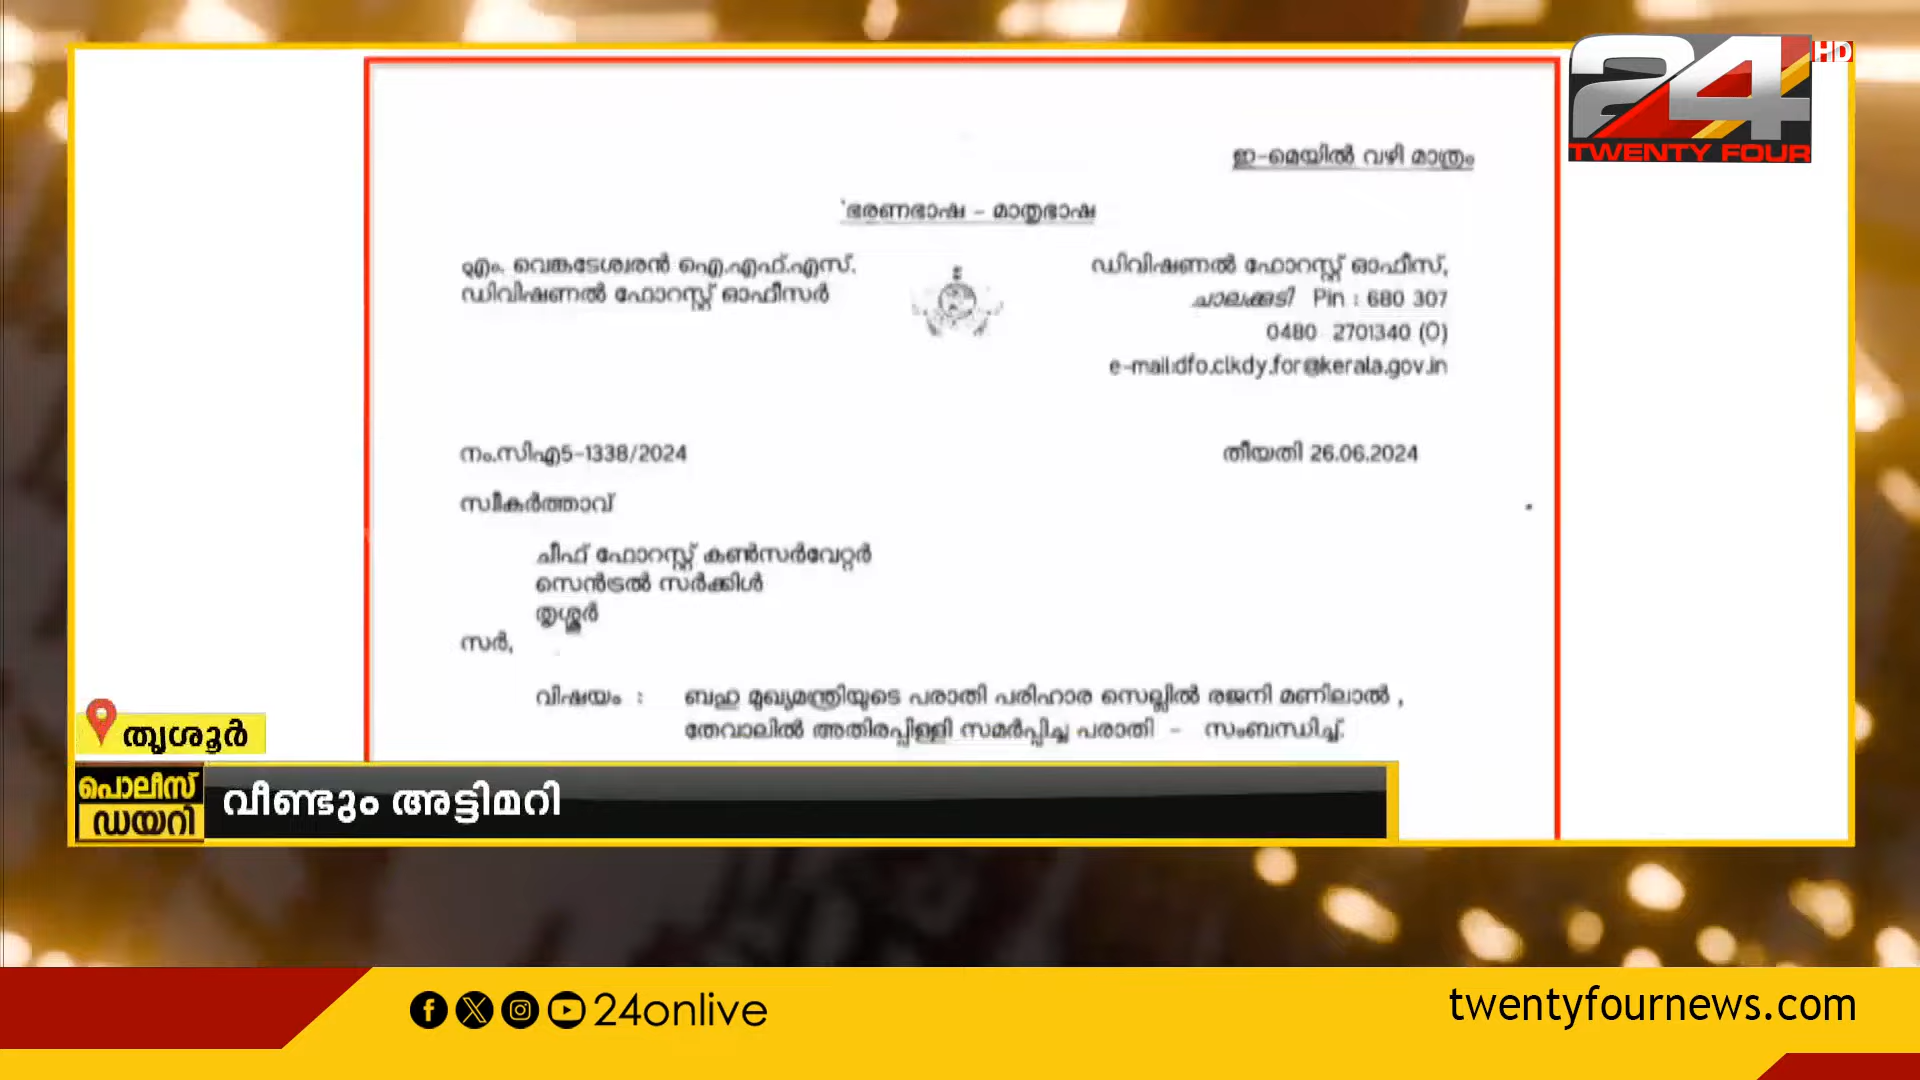 24 HD
TWENTY FOUR
ഇ-മെയിൽ വഴി മാത്രം
'ഭരണഭാഷ - മാതൃഭാഷ
എം. വെങ്കടേശ്വരൻ ഐ.എഫ്.എസ്.
ഡിവിഷണൽ ഫോറസ്റ്റ് ഓഫീസർ
ഡിവിഷണൽ ഫോറസ്റ്റ് ഓഫീസ്,
ചാലക്കുടി Pin : 680 307
0480 2701340 (O)
e-mail:dfo.clkdy.for@kerala.gov.in
നം.സിഎ5-1338/2024
തീയതി 26.06.2024
സ്വീകർത്താവ്
ചീഫ് ഫോറസ്റ്റ് കൺസർവേറ്റർ
സെൻട്രൽ സർക്കിൾ
തൃശ്ശൂർ
സർ,
വിഷയം : ബഹു മുഖ്യമന്ത്രിയുടെ പരാതി പരിഹാര സെല്ലിൽ രജനി മണിലാൽ ,
തേവാലിൽ അതിരപ്പിള്ളി സമർപ്പിച്ച പരാതി - സംബന്ധിച്ച്.
തൃശൂർ
പൊലീസ്
ഡയറി
വീണ്ടും അട്ടിമറി
24onlive
twentyfournews.com